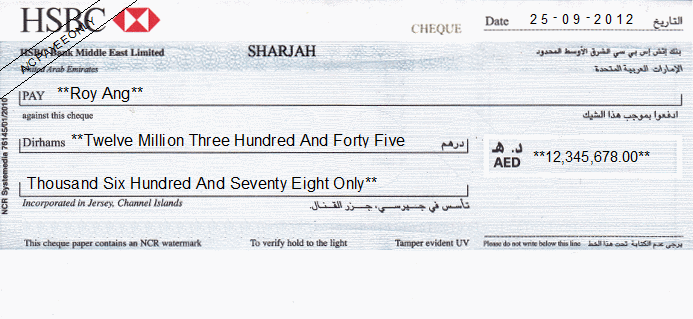 HSBC
CHEQUE
Date 25-09-2012 التاريخ
HSBC Bank Middle East Limited
SHARJAH
بنك إتش إس بي سي الشرق الأوسط المحدود
United Arab Emirates
الإمارات العربية المتحدة
PAY **Roy Ang**
against this cheque
ادفعوا بموجب هذا الشيك
Dirhams **Twelve Million Three Hundred And Forty Five درهم
د. هـ
AED **12,345,678.00**
Thousand Six Hundred And Seventy Eight Only**
Incorporated in Jersey, Channel Islands
تأسس في جيرسي، جزر القنال.
This cheque paper contains an NCR watermark
To verify hold to the light
Tamper evident UV
Please do not write below this line يرجى عدم الكتابة تحت هذا الخط
NCR Systemedia 76145/01/2010